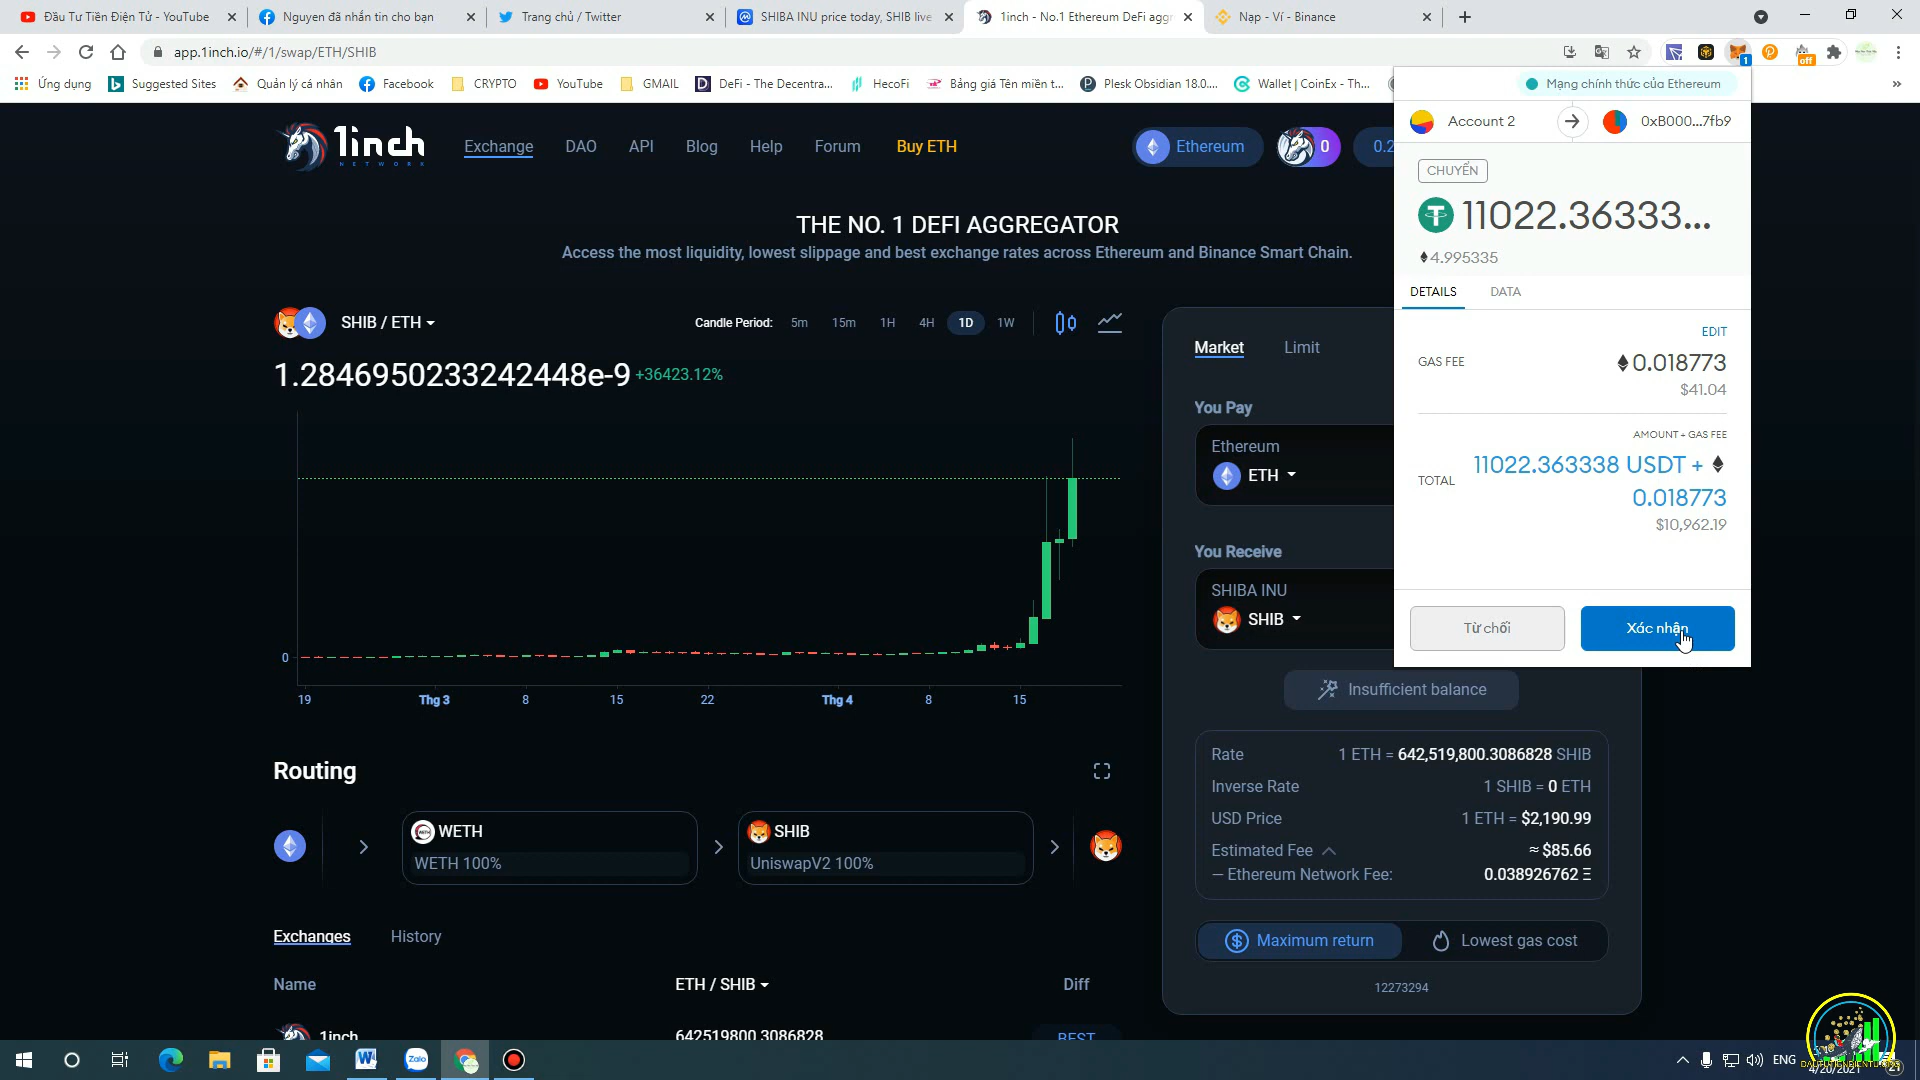 Đầu Tư Tiền Điện Tử - YouTube
Nguyen đã nhắn tin cho bạn
Trang chủ / Twitter
SHIBA INU price today, SHIB live
1inch - No.1 Ethereum DeFi aggr
Nạp - Ví - Binance
app.1inch.io/#/1/swap/ETH/SHIB
1
off
Ứng dụng
Suggested Sites
Quản lý cá nhân
Facebook
CRYPTO
YouTube
GMAIL
DeFi - The Decentra...
HecoFi
Bảng giá Tên miền t...
Plesk Obsidian 18.0....
Wallet | CoinEx - Th...
»
Mạng chính thức của Ethereum
Account 2
0xB000...7fb9
CHUYỂN
11022.36333...
4.995335
DETAILS
DATA
EDIT
GAS FEE
0.018773
$41.04
AMOUNT + GAS FEE
TOTAL
11022.363338 USDT +
0.018773
$10,962.19
Từ chối
Xác nhận
1inch
NETWORK
Exchange
DAO
API
Blog
Help
Forum
Buy ETH
Ethereum
0
0.2
THE NO. 1 DEFI AGGREGATOR
Access the most liquidity, lowest slippage and best exchange rates across Ethereum and Binance Smart Chain.
SHIB / ETH
Candle Period:
5m
15m
1H
4H
1D
1W
1.2846950233242448e-9
+36423.12%
0
19
Thg 3
8
15
22
Thg 4
8
15
Market
Limit
You Pay
Ethereum
ETH
You Receive
SHIBA INU
SHIB
Insufficient balance
Rate
1 ETH = 642,519,800.3086828 SHIB
Inverse Rate
1 SHIB = 0 ETH
USD Price
1 ETH = $2,190.99
Estimated Fee
≈ $85.66
— Ethereum Network Fee:
0.038926762 Ξ
Maximum return
Lowest gas cost
12273294
Routing
WETH
WETH 100%
SHIB
UniswapV2 100%
Exchanges
History
Name
ETH / SHIB
Diff
1inch
642519800.3086828
BEST
Zalo
ENG
4/20/2021
21